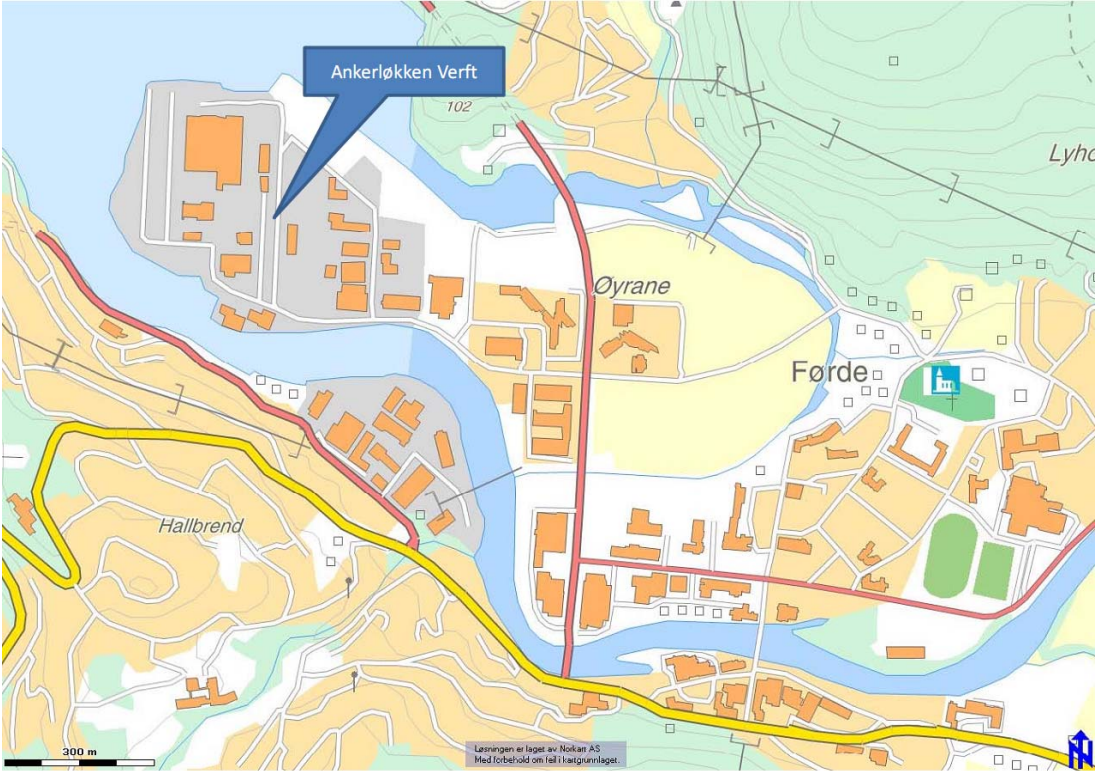 Ankerløkken Verft
102
Lyho
Øyrane
Førde
Hallbrend
300 m
Løsningen er laget av Norkart AS
Med forbehold om feil i kartgrunnlaget.
N